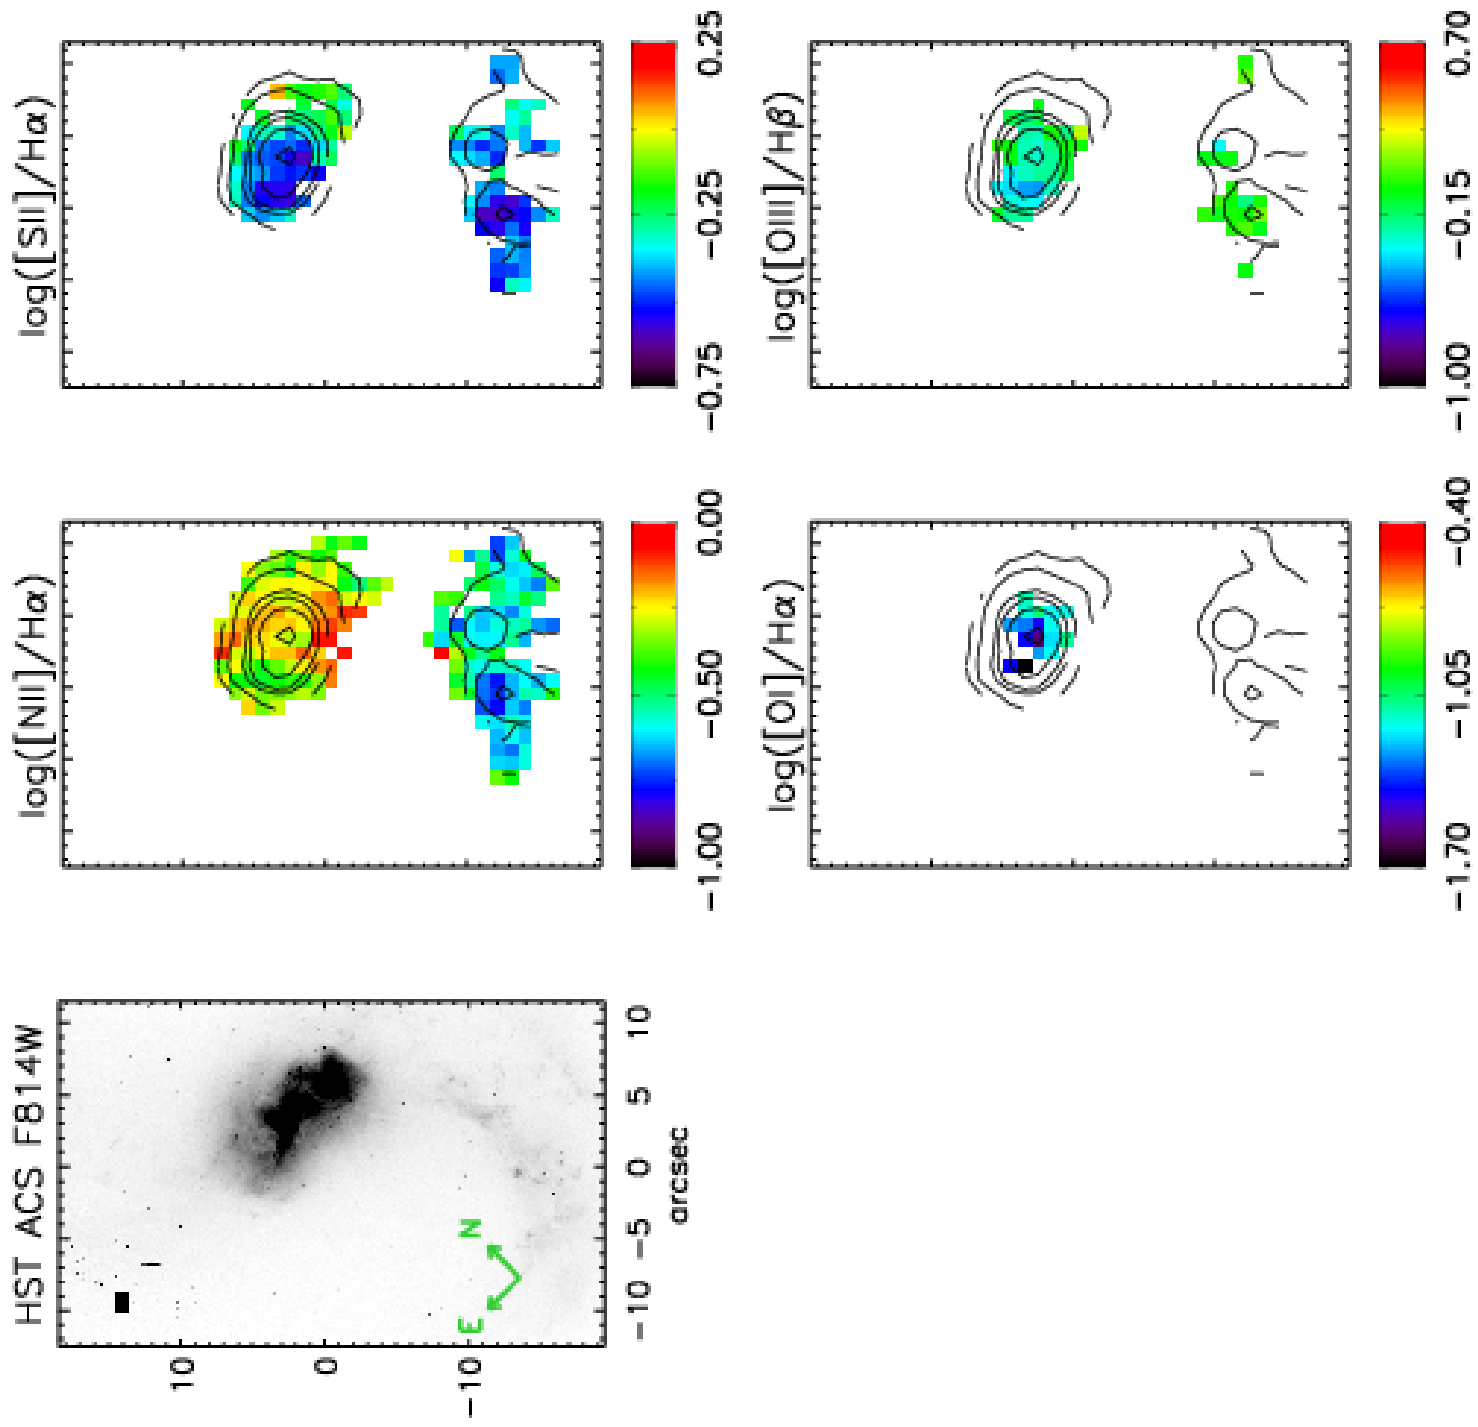 HST ACS F814W
log([NII]/Hα)
log([SII]/Hα)
10
0
−10
E
N
−10 −5 0 5 10
arcsec
−1.00 −0.50 0.00
−0.75 −0.25 0.25
log([OI]/Hα)
log([OIII]/Hβ)
−1.70 −1.05 −0.40
−1.00 −0.15 0.70